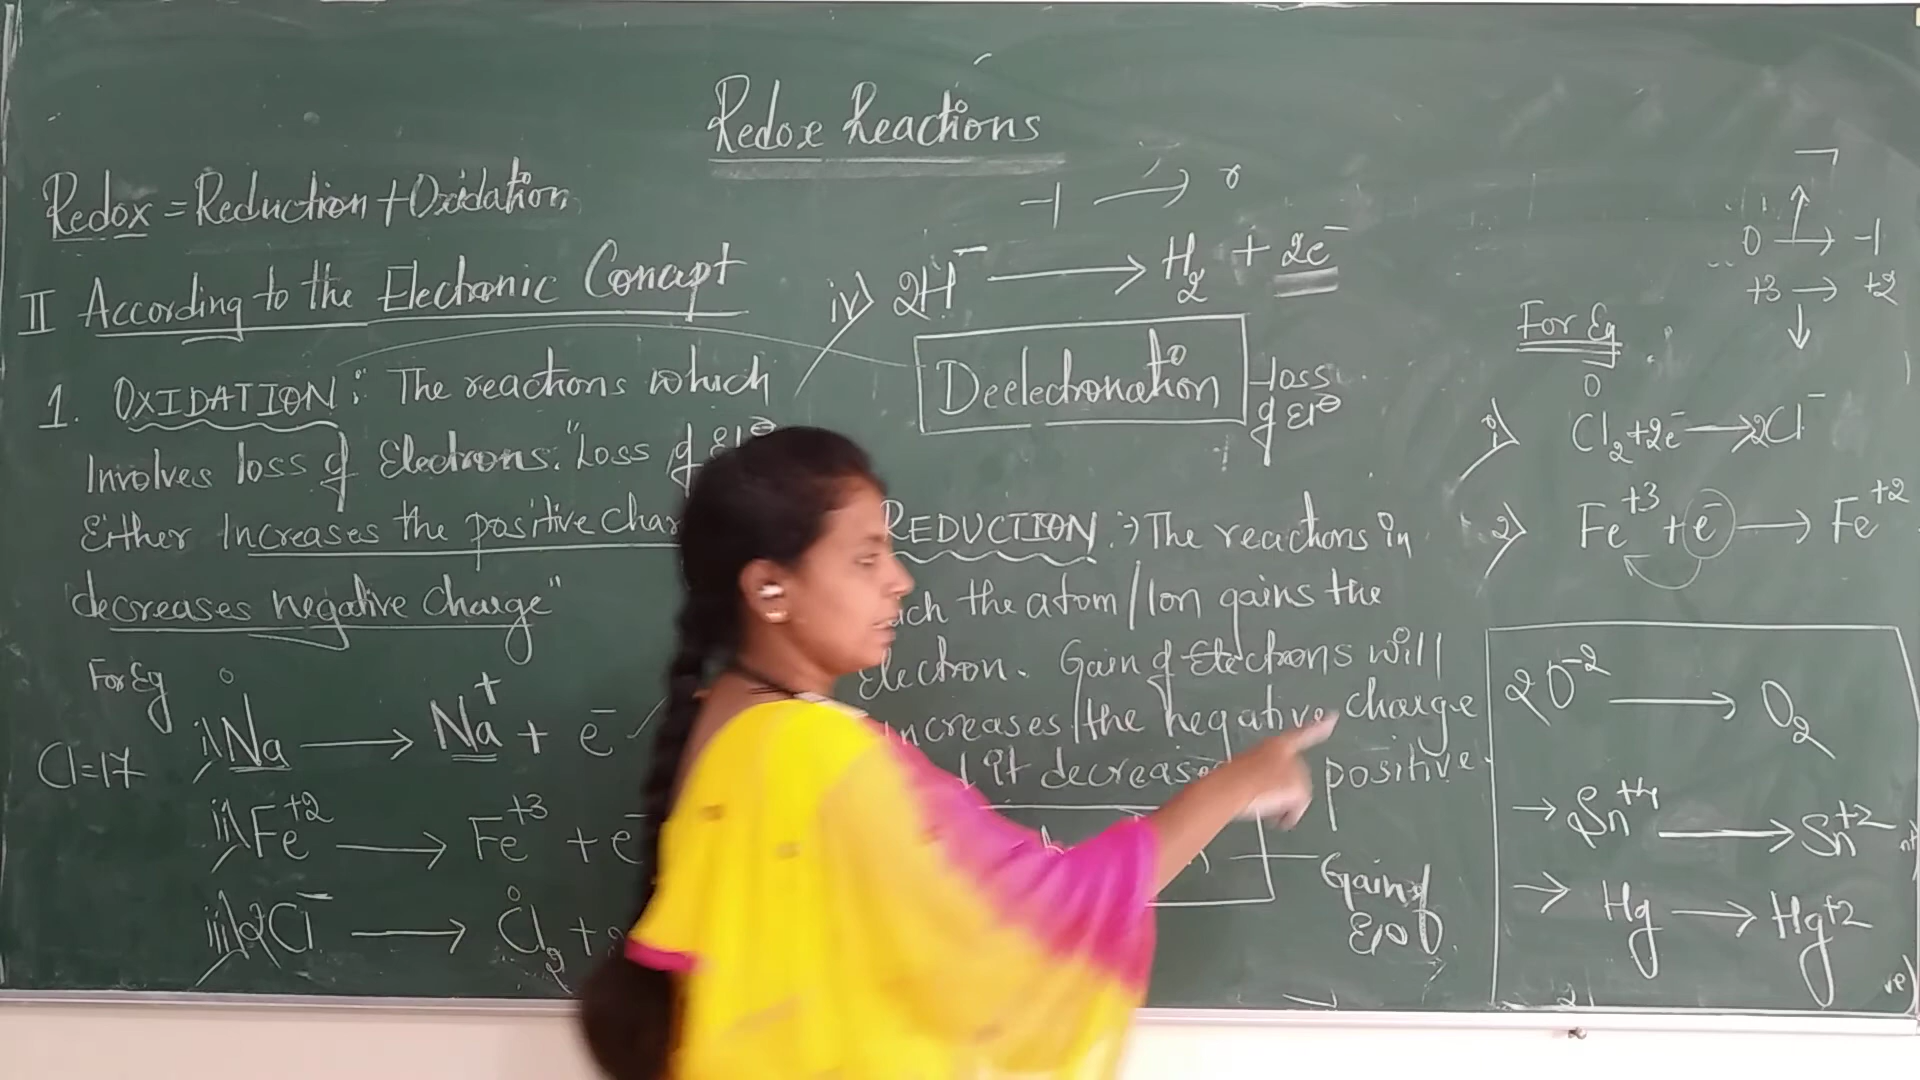 Redox Reactions
Redox = Reduction + Oxidation
II According to the Electronic Concept
1. OXIDATION :- The reactions which
Involves loss of Electrons. "Loss of El⊖
Either Increases the positive
decreases negative charge"
For Eg
Cl=17
i) Na → Na⁺ + e⁻
ii) Fe⁺² → Fe⁺³ + e⁻
iii) 2Cl⁻ → Cl₂ +
-1 →
iv) 2H⁻ → H₂ + 2e⁻
Deelectronation
loss
of El⊖
REDUCTION :- The reactions in
the atom/Ion gains the
Electron. Gain of Electrons will
Increases the negative charge
it positive.
Gain of
0 → -1
+3 → +2
For Eg
0
1) Cl₂ + 2e⁻ → 2Cl⁻
2) Fe⁺³ + e⁻ → Fe⁺²
2O⁻² → O₂
→ Sn⁺⁴ → Sn⁺²
→ Hg → Hg⁺²